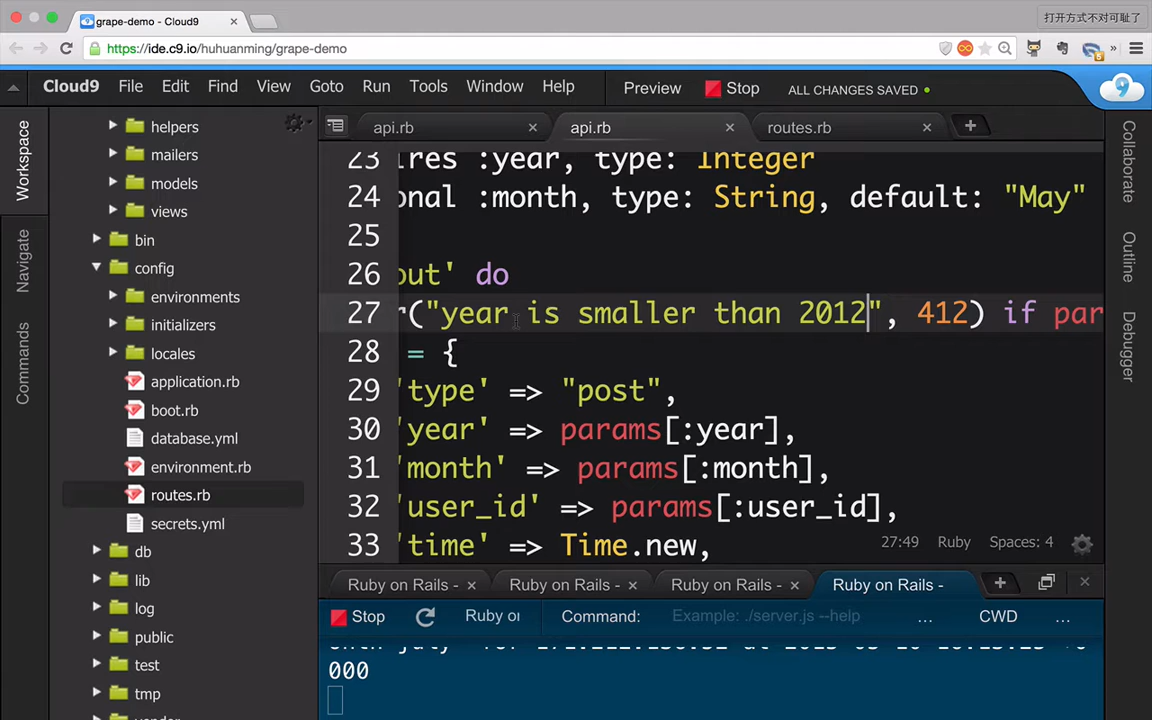 grape-demo - Cloud9
打开方式不对可耻了
https://ide.c9.io/huhuanming/grape-demo
Cloud9 File Edit Find View Goto Run Tools Window Help Preview Stop ALL CHANGES SAVED
Workspace
Navigate
Commands
helpers
mailers
models
views
bin
config
environments
initializers
locales
application.rb
boot.rb
database.yml
environment.rb
routes.rb
secrets.yml
db
lib
log
public
test
tmp
api.rb api.rb routes.rb
23 ires :year, type: Integer
24 onal :month, type: String, default: "May"
25
26 out' do
27 r("year is smaller than 2012", 412) if par
28 = {
29 'type' => "post",
30 'year' => params[:year],
31 'month' => params[:month],
32 'user_id' => params[:user_id],
33 'time' => Time.new,
27:49 Ruby Spaces: 4
Ruby on Rails - Ruby on Rails - Ruby on Rails - Ruby on Rails -
Stop Ruby or Command: Example: ./server.js --help ... CWD ...
000
Collaborate
Outline
Debugger